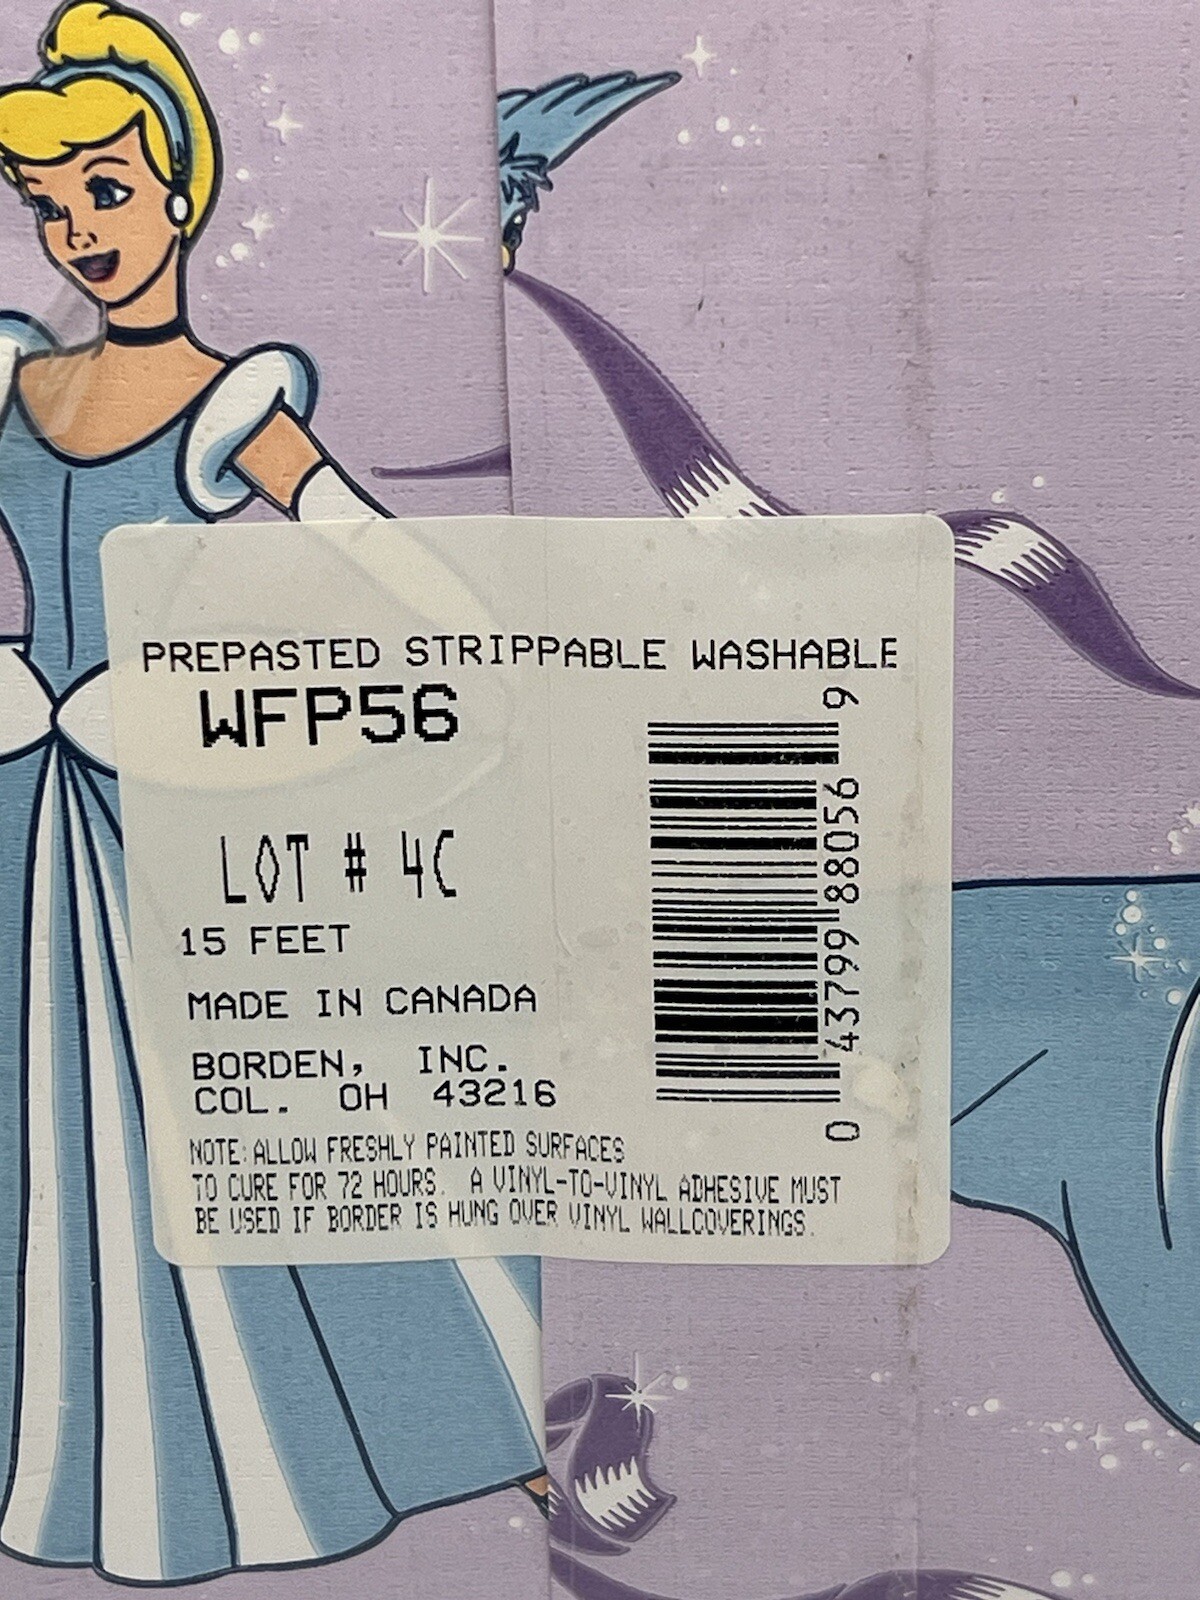 PREPASTED STRIPPABLE WASHABLE
WFP56
LOT # 4C
15 FEET
MADE IN CANADA
BORDEN, INC.
COL. OH 43216
NOTE: ALLOW FRESHLY PAINTED SURFACES
TO CURE FOR 72 HOURS. A VINYL-TO-VINYL ADHESIVE MUST
BE USED IF BORDER IS HUNG OVER VINYL WALLCOVERINGS.
0 43799 88056 9